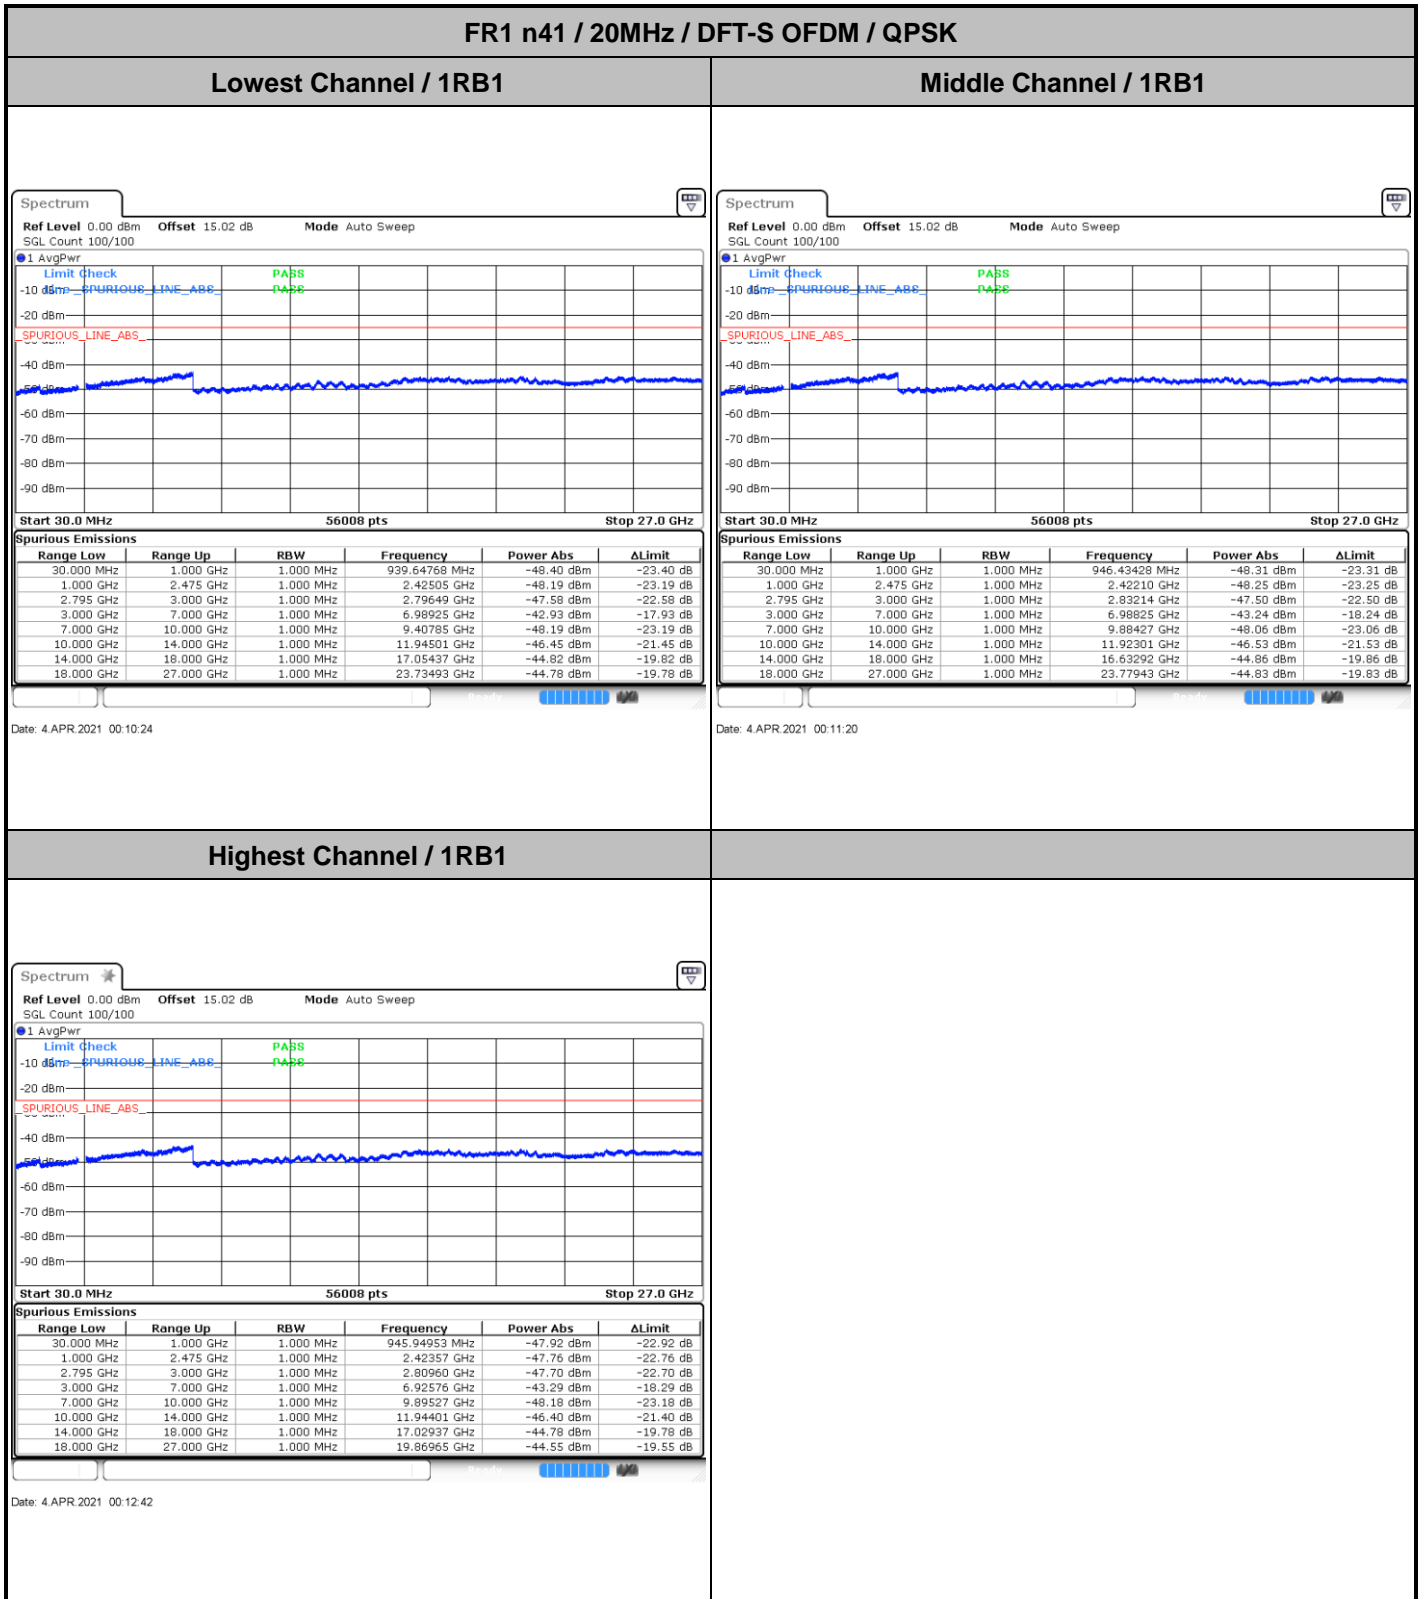 FR1 n41 / 20MHz / DFT-S OFDM / QPSK
Lowest Channel / 1RB1
Middle Channel / 1RB1
Spectrum
Ref Level 0.00 dBm Offset 15.02 dB Mode Auto Sweep
SGL Count 100/100
1 AvgPwr
Limit Check PASS
-10 dBm Line _SPURIOUS_LINE_ABS_ PASS
-20 dBm
_SPURIOUS_LINE_ABS_
-40 dBm
-50 dBm
-60 dBm
-70 dBm
-80 dBm
-90 dBm
Start 30.0 MHz 56008 pts Stop 27.0 GHz
Spurious Emissions
Range Low Range Up RBW Frequency Power Abs ΔLimit
30.000 MHz 1.000 GHz 1.000 MHz 939.64768 MHz -48.40 dBm -23.40 dB
1.000 GHz 2.475 GHz 1.000 MHz 2.42505 GHz -48.19 dBm -23.19 dB
2.795 GHz 3.000 GHz 1.000 MHz 2.79649 GHz -47.58 dBm -22.58 dB
3.000 GHz 7.000 GHz 1.000 MHz 6.98925 GHz -42.93 dBm -17.93 dB
7.000 GHz 10.000 GHz 1.000 MHz 9.40785 GHz -48.19 dBm -23.19 dB
10.000 GHz 14.000 GHz 1.000 MHz 11.94501 GHz -46.45 dBm -21.45 dB
14.000 GHz 18.000 GHz 1.000 MHz 17.05437 GHz -44.82 dBm -19.82 dB
18.000 GHz 27.000 GHz 1.000 MHz 23.73493 GHz -44.78 dBm -19.78 dB
Date: 4.APR.2021 00:10:24
Spectrum
Ref Level 0.00 dBm Offset 15.02 dB Mode Auto Sweep
SGL Count 100/100
1 AvgPwr
Limit Check PASS
-10 dBm Line _SPURIOUS_LINE_ABS_ PASS
-20 dBm
_SPURIOUS_LINE_ABS_
-40 dBm
-50 dBm
-60 dBm
-70 dBm
-80 dBm
-90 dBm
Start 30.0 MHz 56008 pts Stop 27.0 GHz
Spurious Emissions
Range Low Range Up RBW Frequency Power Abs ΔLimit
30.000 MHz 1.000 GHz 1.000 MHz 946.43428 MHz -48.31 dBm -23.31 dB
1.000 GHz 2.475 GHz 1.000 MHz 2.42210 GHz -48.25 dBm -23.25 dB
2.795 GHz 3.000 GHz 1.000 MHz 2.83214 GHz -47.50 dBm -22.50 dB
3.000 GHz 7.000 GHz 1.000 MHz 6.98825 GHz -43.24 dBm -18.24 dB
7.000 GHz 10.000 GHz 1.000 MHz 9.88427 GHz -48.06 dBm -23.06 dB
10.000 GHz 14.000 GHz 1.000 MHz 11.92301 GHz -46.53 dBm -21.53 dB
14.000 GHz 18.000 GHz 1.000 MHz 16.63292 GHz -44.86 dBm -19.86 dB
18.000 GHz 27.000 GHz 1.000 MHz 23.77943 GHz -44.83 dBm -19.83 dB
Date: 4.APR.2021 00:11:20
Highest Channel / 1RB1
Spectrum
Ref Level 0.00 dBm Offset 15.02 dB Mode Auto Sweep
SGL Count 100/100
1 AvgPwr
Limit Check PASS
-10 dBm Line _SPURIOUS_LINE_ABS_ PASS
-20 dBm
_SPURIOUS_LINE_ABS_
-40 dBm
-50 dBm
-60 dBm
-70 dBm
-80 dBm
-90 dBm
Start 30.0 MHz 56008 pts Stop 27.0 GHz
Spurious Emissions
Range Low Range Up RBW Frequency Power Abs ΔLimit
30.000 MHz 1.000 GHz 1.000 MHz 945.94953 MHz -47.92 dBm -22.92 dB
1.000 GHz 2.475 GHz 1.000 MHz 2.42357 GHz -47.76 dBm -22.76 dB
2.795 GHz 3.000 GHz 1.000 MHz 2.80960 GHz -47.70 dBm -22.70 dB
3.000 GHz 7.000 GHz 1.000 MHz 6.92576 GHz -43.29 dBm -18.29 dB
7.000 GHz 10.000 GHz 1.000 MHz 9.89527 GHz -48.18 dBm -23.18 dB
10.000 GHz 14.000 GHz 1.000 MHz 11.94401 GHz -46.40 dBm -21.40 dB
14.000 GHz 18.000 GHz 1.000 MHz 17.02937 GHz -44.78 dBm -19.78 dB
18.000 GHz 27.000 GHz 1.000 MHz 19.86965 GHz -44.55 dBm -19.55 dB
Date: 4.APR.2021 00:12:42